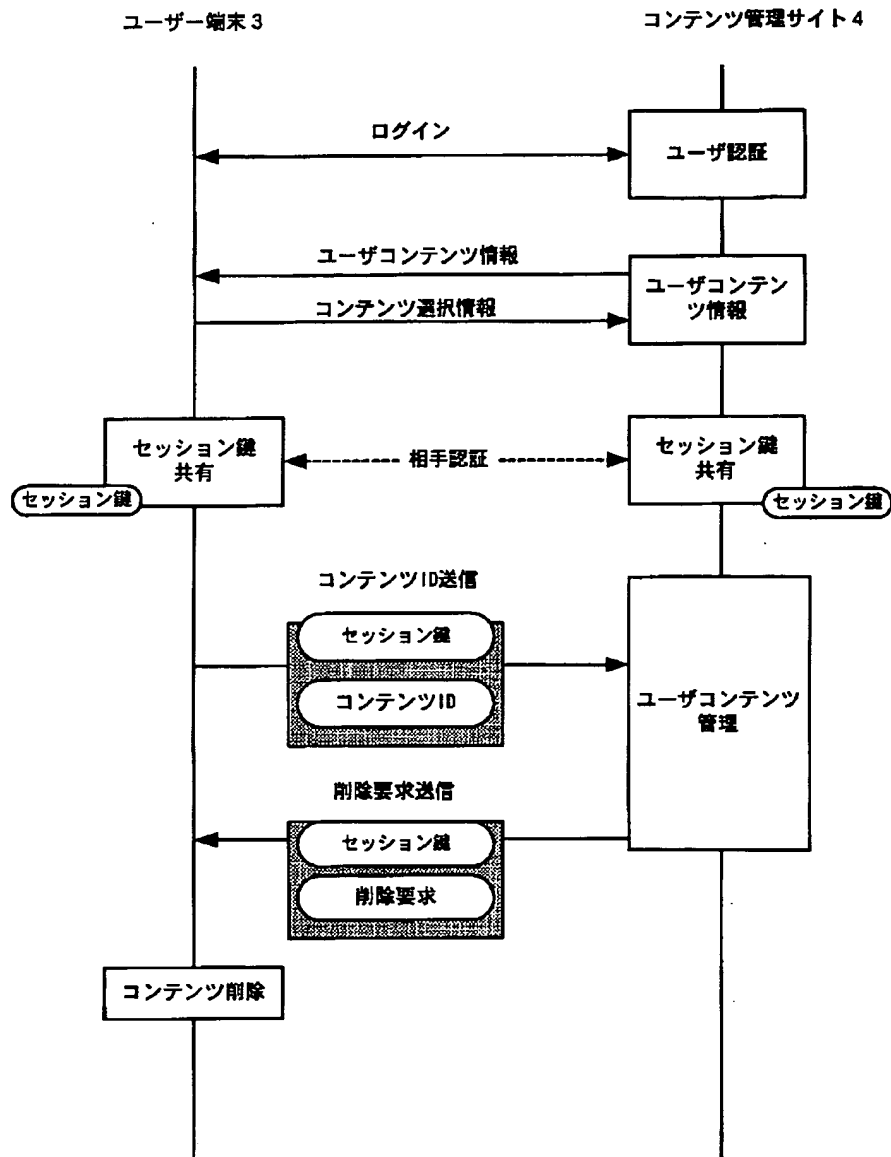 ユーザー端末3
コンテンツ管理サイト4
ログイン
ユーザ認証
ユーザコンテンツ情報
ユーザコンテン
ツ情報
コンテンツ選択情報
セッション鍵
共有
相手認証
セッション鍵
共有
セッション鍵
セッション鍵
コンテンツID送信
セッション鍵
コンテンツID
ユーザコンテンツ
管理
削除要求送信
セッション鍵
削除要求
コンテンツ削除